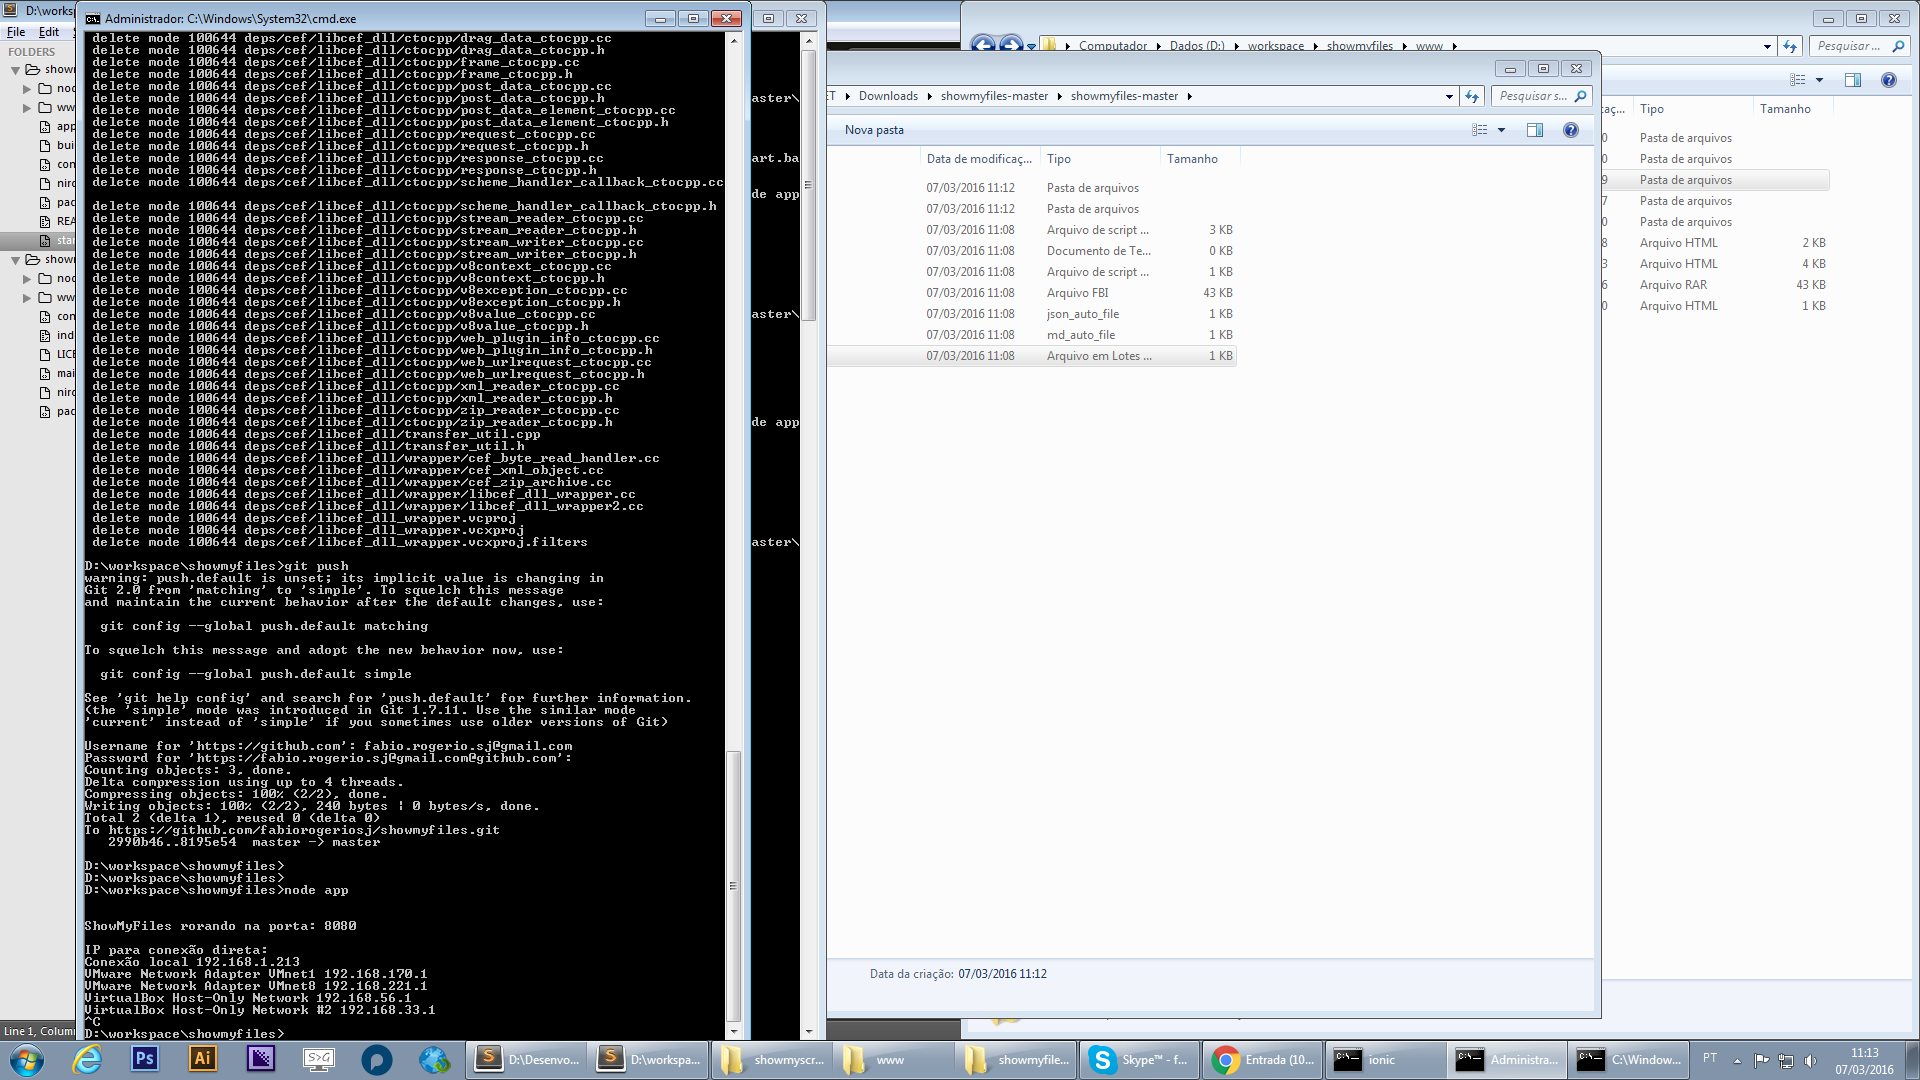 D:\works
File Edit
FOLDERS
showm
noc
ww
app
bui
con
nirc
pac
REA
star
showm
noc
ww
con
ind
LICE
mai
nirc
pac
Line 1, Column
Administrador: C:\Windows\System32\cmd.exe
delete mode 100644 deps/cef/libcef_dll/ctocpp/drag_data_ctocpp.cc
delete mode 100644 deps/cef/libcef_dll/ctocpp/drag_data_ctocpp.h
delete mode 100644 deps/cef/libcef_dll/ctocpp/frame_ctocpp.cc
delete mode 100644 deps/cef/libcef_dll/ctocpp/frame_ctocpp.h
delete mode 100644 deps/cef/libcef_dll/ctocpp/post_data_ctocpp.cc
delete mode 100644 deps/cef/libcef_dll/ctocpp/post_data_ctocpp.h
delete mode 100644 deps/cef/libcef_dll/ctocpp/post_data_element_ctocpp.cc
delete mode 100644 deps/cef/libcef_dll/ctocpp/post_data_element_ctocpp.h
delete mode 100644 deps/cef/libcef_dll/ctocpp/request_ctocpp.cc
delete mode 100644 deps/cef/libcef_dll/ctocpp/request_ctocpp.h
delete mode 100644 deps/cef/libcef_dll/ctocpp/response_ctocpp.cc
delete mode 100644 deps/cef/libcef_dll/ctocpp/response_ctocpp.h
delete mode 100644 deps/cef/libcef_dll/ctocpp/scheme_handler_callback_ctocpp.cc
delete mode 100644 deps/cef/libcef_dll/ctocpp/scheme_handler_callback_ctocpp.h
delete mode 100644 deps/cef/libcef_dll/ctocpp/stream_reader_ctocpp.cc
delete mode 100644 deps/cef/libcef_dll/ctocpp/stream_reader_ctocpp.h
delete mode 100644 deps/cef/libcef_dll/ctocpp/stream_writer_ctocpp.cc
delete mode 100644 deps/cef/libcef_dll/ctocpp/stream_writer_ctocpp.h
delete mode 100644 deps/cef/libcef_dll/ctocpp/v8context_ctocpp.cc
delete mode 100644 deps/cef/libcef_dll/ctocpp/v8context_ctocpp.h
delete mode 100644 deps/cef/libcef_dll/ctocpp/v8exception_ctocpp.cc
delete mode 100644 deps/cef/libcef_dll/ctocpp/v8exception_ctocpp.h
delete mode 100644 deps/cef/libcef_dll/ctocpp/v8value_ctocpp.cc
delete mode 100644 deps/cef/libcef_dll/ctocpp/v8value_ctocpp.h
delete mode 100644 deps/cef/libcef_dll/ctocpp/web_plugin_info_ctocpp.cc
delete mode 100644 deps/cef/libcef_dll/ctocpp/web_plugin_info_ctocpp.h
delete mode 100644 deps/cef/libcef_dll/ctocpp/web_urlrequest_ctocpp.cc
delete mode 100644 deps/cef/libcef_dll/ctocpp/web_urlrequest_ctocpp.h
delete mode 100644 deps/cef/libcef_dll/ctocpp/xml_reader_ctocpp.cc
delete mode 100644 deps/cef/libcef_dll/ctocpp/xml_reader_ctocpp.h
delete mode 100644 deps/cef/libcef_dll/ctocpp/zip_reader_ctocpp.cc
delete mode 100644 deps/cef/libcef_dll/ctocpp/zip_reader_ctocpp.h
delete mode 100644 deps/cef/libcef_dll/transfer_util.cpp
delete mode 100644 deps/cef/libcef_dll/transfer_util.h
delete mode 100644 deps/cef/libcef_dll/wrapper/cef_byte_read_handler.cc
delete mode 100644 deps/cef/libcef_dll/wrapper/cef_xml_object.cc
delete mode 100644 deps/cef/libcef_dll/wrapper/cef_zip_archive.cc
delete mode 100644 deps/cef/libcef_dll/wrapper/libcef_dll_wrapper.cc
delete mode 100644 deps/cef/libcef_dll/wrapper/libcef_dll_wrapper2.cc
delete mode 100644 deps/cef/libcef_dll_wrapper.vcproj
delete mode 100644 deps/cef/libcef_dll_wrapper.vcxproj
delete mode 100644 deps/cef/libcef_dll_wrapper.vcxproj.filters
D:\workspace\showmyfiles>git push
warning: push.default is unset; its implicit value is changing in
Git 2.0 from 'matching' to 'simple'. To squelch this message
and maintain the current behavior after the default changes, use:
git config --global push.default matching
To squelch this message and adopt the new behavior now, use:
git config --global push.default simple
See 'git help config' and search for 'push.default' for further information.
(the 'simple' mode was introduced in Git 1.7.11. Use the similar mode
'current' instead of 'simple' if you sometimes use older versions of Git)
Username for 'https://github.com': fabio.rogerio.sj@gmail.com
Password for 'https://fabio.rogerio.sj@gmail.com@github.com':
Counting objects: 3, done.
Delta compression using up to 4 threads.
Compressing objects: 100% (2/2), done.
Writing objects: 100% (2/2), 240 bytes | 0 bytes/s, done.
Total 2 (delta 1), reused 0 (delta 0)
To https://github.com/fabiorogeriosj/showmyfiles.git
2990b46..8195e54 master -> master
D:\workspace\showmyfiles>
D:\workspace\showmyfiles>
D:\workspace\showmyfiles>node app
ShowMyFiles rorando na porta: 8080
IP para conexão direta:
Conexão local 192.168.1.213
VMware Network Adapter VMnet1 192.168.170.1
VMware Network Adapter VMnet8 192.168.221.1
VirtualBox Host-Only Network 192.168.56.1
VirtualBox Host-Only Network #2 192.168.33.1
^C
D:\workspace\showmyfiles>
aster\
art.ba
de app
aster\
de app
aster\
ET Downloads showmyfiles-master showmyfiles-master
Pesquisar s...
Nova pasta
Data de modificaç... Tipo Tamanho
07/03/2016 11:12 Pasta de arquivos
07/03/2016 11:12 Pasta de arquivos
07/03/2016 11:08 Arquivo de script ... 3 KB
07/03/2016 11:08 Documento de Te... 0 KB
07/03/2016 11:08 Arquivo de script ... 1 KB
07/03/2016 11:08 Arquivo FBI 43 KB
07/03/2016 11:08 json_auto_file 1 KB
07/03/2016 11:08 md_auto_file 1 KB
07/03/2016 11:08 Arquivo em Lotes ... 1 KB
Data da criação: 07/03/2016 11:12
Computador Dados (D:) workspace showmyfiles www
Pesquisar ...
aç... Tipo Tamanho
0 Pasta de arquivos
0 Pasta de arquivos
9 Pasta de arquivos
7 Pasta de arquivos
0 Pasta de arquivos
8 Arquivo HTML 2 KB
3 Arquivo HTML 4 KB
6 Arquivo RAR 43 KB
0 Arquivo HTML 1 KB
Ps
Ai
S>G
D:\Desenvo...
D:\workspa...
showmyscr...
www
showmyfile...
Skype™ - f...
Entrada (10...
ionic
Administra...
C:\Window...
PT
11:13
07/03/2016